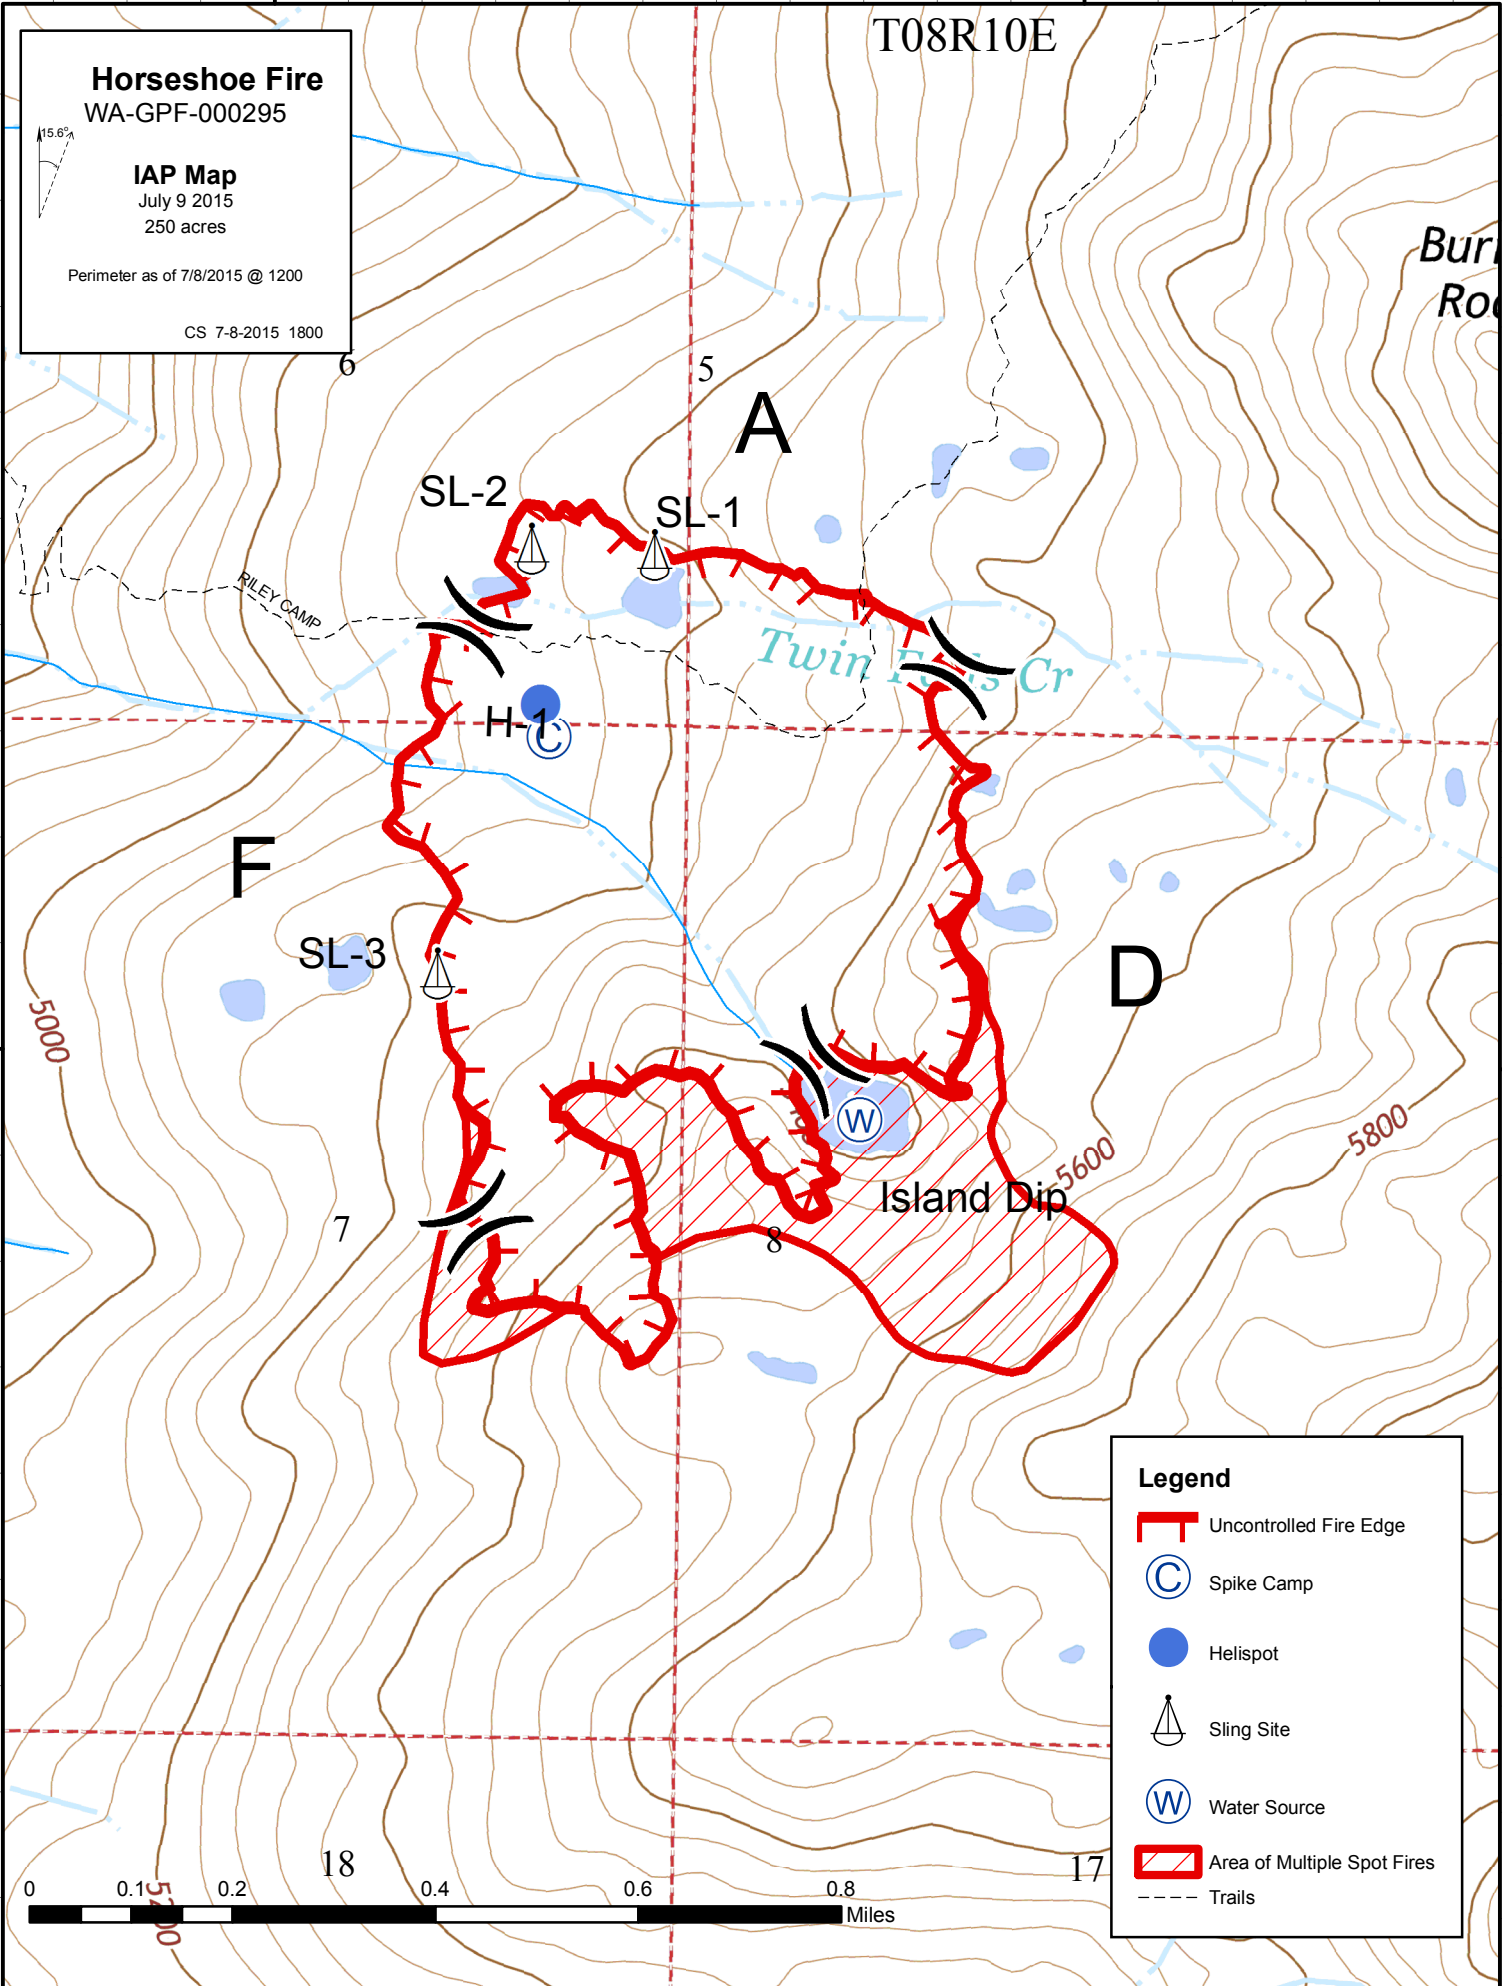 T08R10E
Horseshoe Fire
WA-GPF-000295
15.6°
IAP Map
July 9 2015
250 acres
Perimeter as of 7/8/2015 @ 1200
CS 7-8-2015 1800
6
5
A
SL-2
SL-1
RILEY CAMP
Twin Falls Cr
H-1
C
F
SL-3
D
5000
W
5600
5800
Island Dip
7
8
Legend
Uncontrolled Fire Edge
C Spike Camp
Helispot
Sling Site
W Water Source
Area of Multiple Spot Fires
Trails
18
17
0 0.1 0.2 0.4 0.6 0.8
Miles
5200